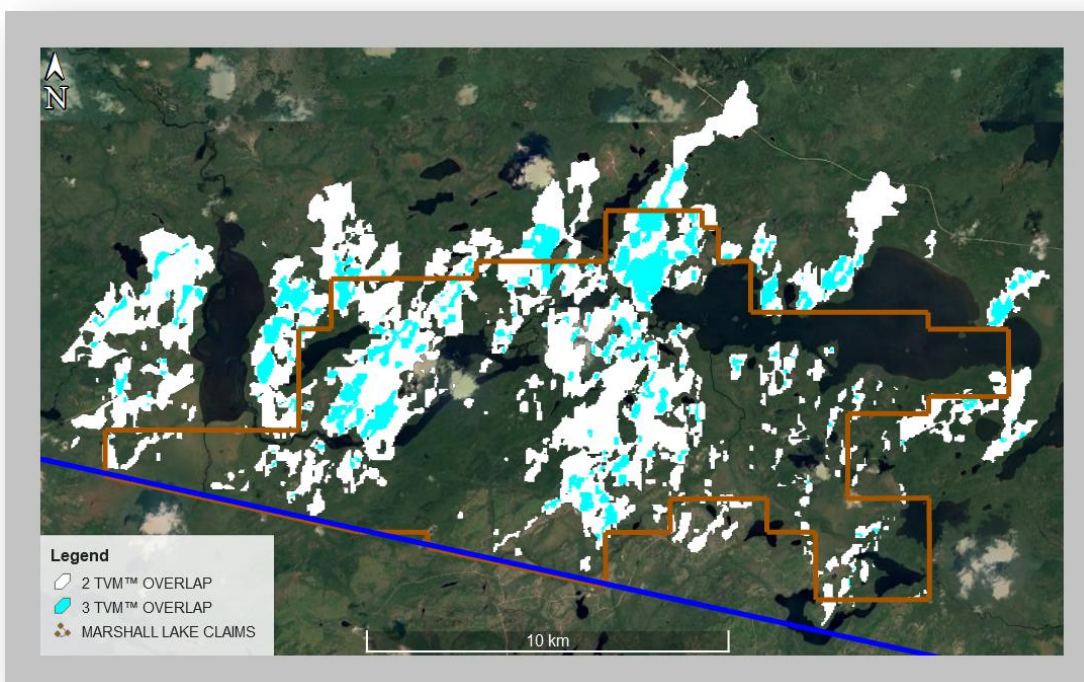 N
Legend
2 TVM™ OVERLAP
3 TVM™ OVERLAP
MARSHALL LAKE CLAIMS
10 km